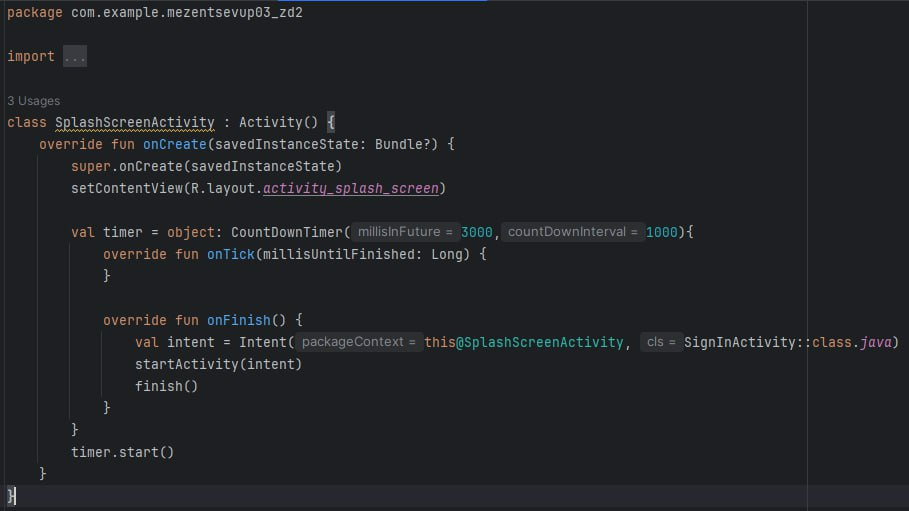 package com.example.mezentsevup03_zd2
import ...
3 Usages
class SplashScreenActivity : Activity() {
override fun onCreate(savedInstanceState: Bundle?) {
super.onCreate(savedInstanceState)
setContentView(R.layout.activity_splash_screen)
val timer = object: CountDownTimer( millisInFuture = 3000, countDownInterval = 1000){
override fun onTick(millisUntilFinished: Long) {
}
override fun onFinish() {
val intent = Intent( packageContext = this@SplashScreenActivity, cls = SignInActivity::class.java)
startActivity(intent)
finish()
}
}
timer.start()
}
}